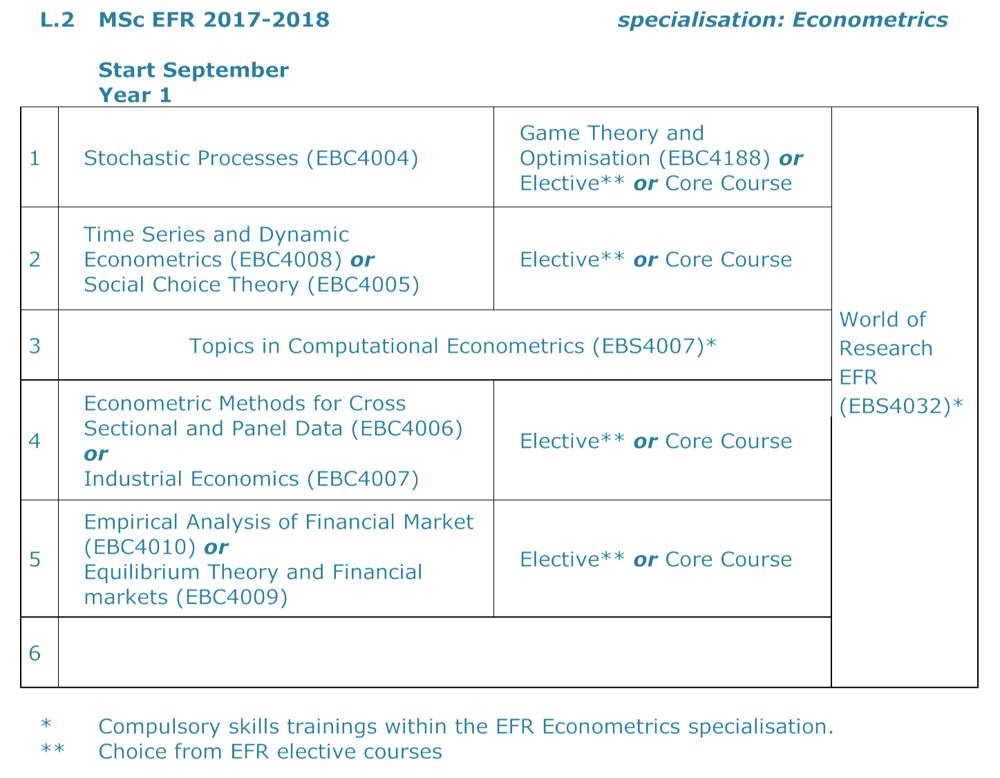 L.2 MSc EFR 2017-2018 specialisation: Econometrics
Start September
Year 1
1
Stochastic Processes (EBC4004)
Game Theory and
Optimisation (EBC4188) or
Elective** or Core Course
2
Time Series and Dynamic
Econometrics (EBC4008) or
Social Choice Theory (EBC4005)
Elective** or Core Course
3
Topics in Computational Econometrics (EBS4007)*
4
Econometric Methods for Cross
Sectional and Panel Data (EBC4006)
or
Industrial Economics (EBC4007)
Elective** or Core Course
5
Empirical Analysis of Financial Market
(EBC4010) or
Equilibrium Theory and Financial
markets (EBC4009)
Elective** or Core Course
6
World of
Research
EFR
(EBS4032)*
* Compulsory skills trainings within the EFR Econometrics specialisation.
** Choice from EFR elective courses